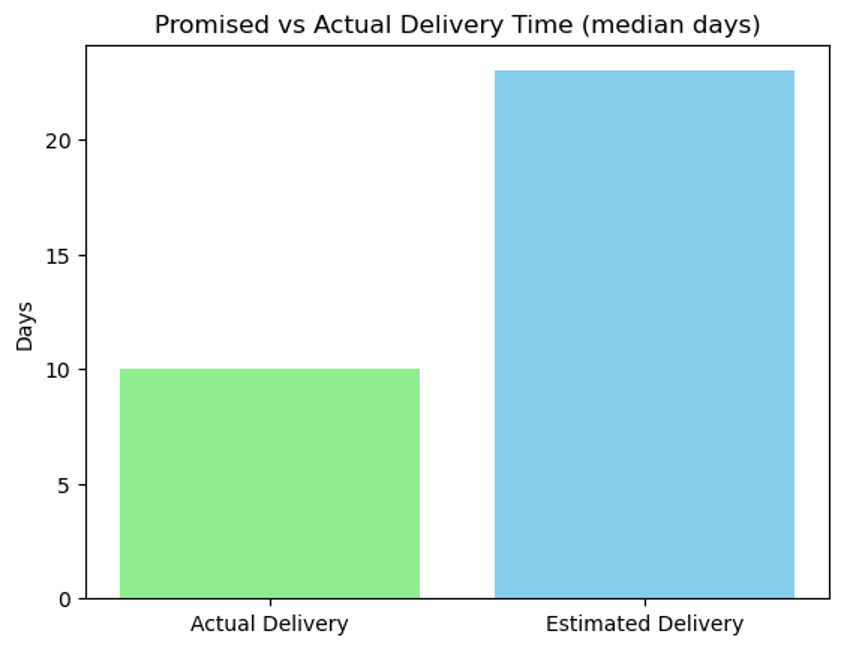 Promised vs Actual Delivery Time (median days)
20
15
10
5
0
Days
Actual Delivery
Estimated Delivery